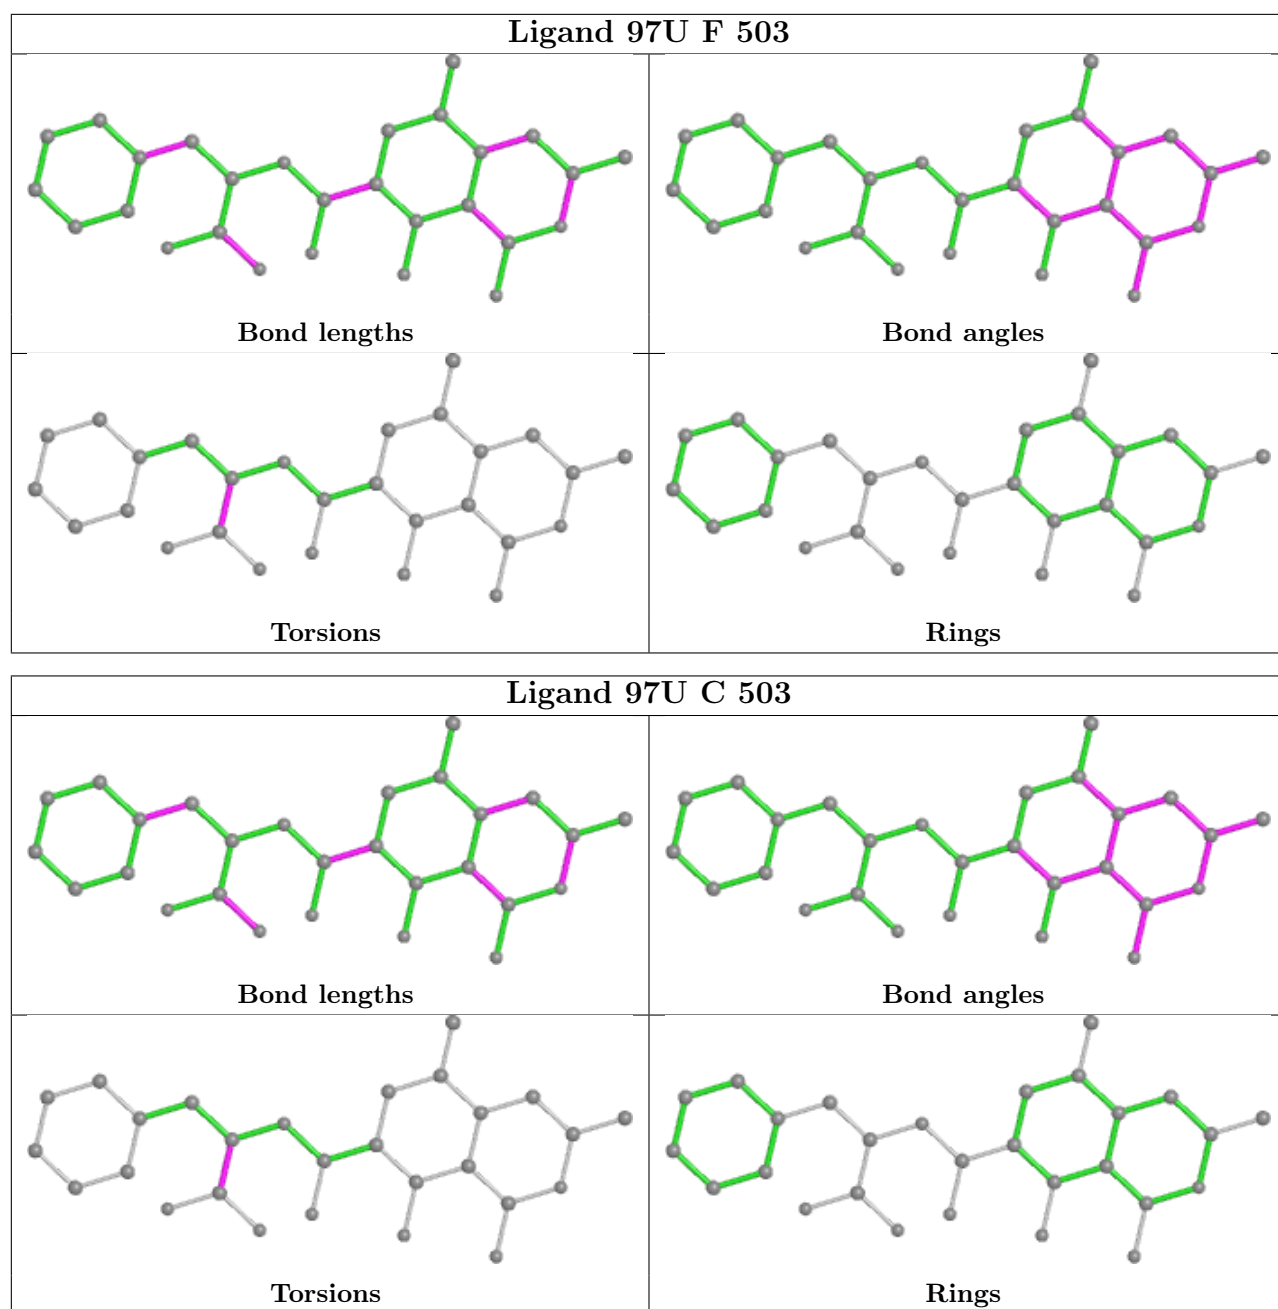 Ligand 97U F 503
Bond lengths
Bond angles
Torsions
Rings
Ligand 97U C 503
Bond lengths
Bond angles
Torsions
Rings